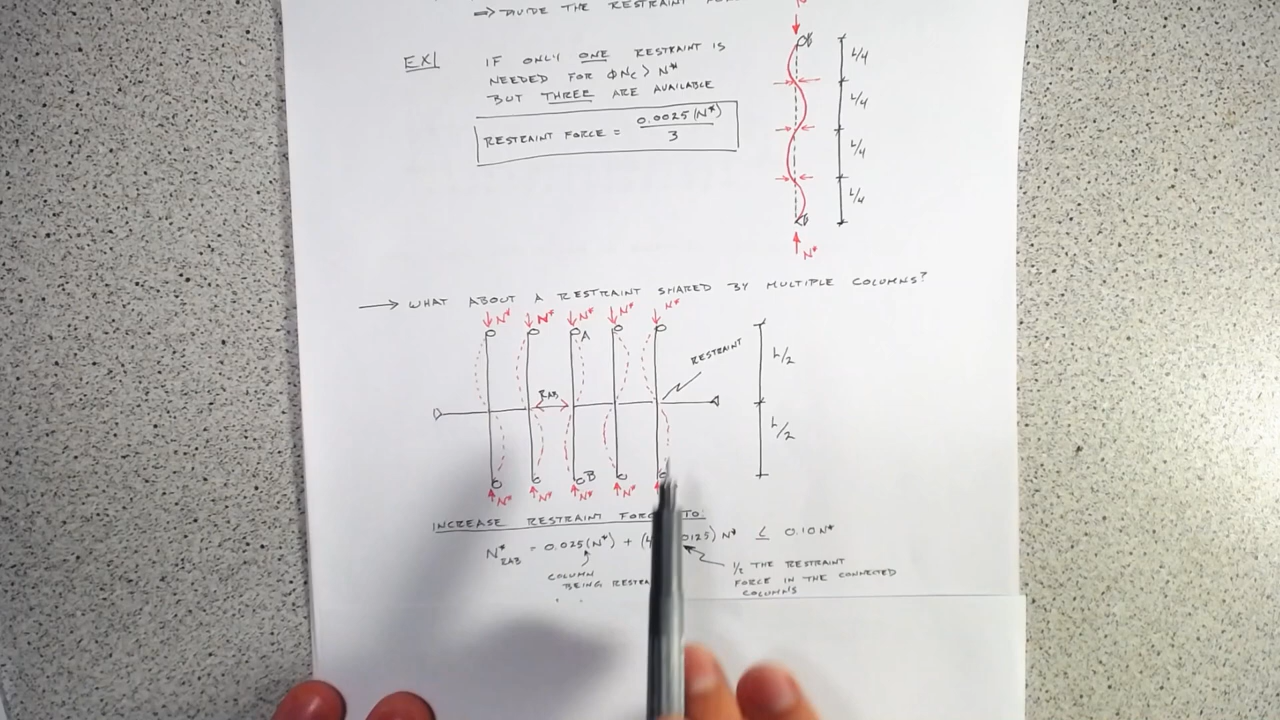 ⇒ DIVIDE THE RESTRAINT
EX1
IF ONLY ONE RESTRAINT IS
NEEDED FOR ΦNc > N*
BUT THREE ARE AVAILABLE
RESTRAINT FORCE = 0.0025(N*)
3
L/4
L/4
L/4
L/4
N*
→ WHAT ABOUT A RESTRAINT SHARED BY MULTIPLE COLUMNS?
N* N* N* N* N*
A
RESTRAINT
L/2
RAB
L/2
B
N* N* N* N*
INCREASE RESTRAINT FORCE TO:
N*RAB = 0.025(N*) + 0125) N* ≤ 0.10N*
COLUMN
BEING
1/2 THE RESTRAINT
FORCE IN THE CONNECTED
COLUMNS